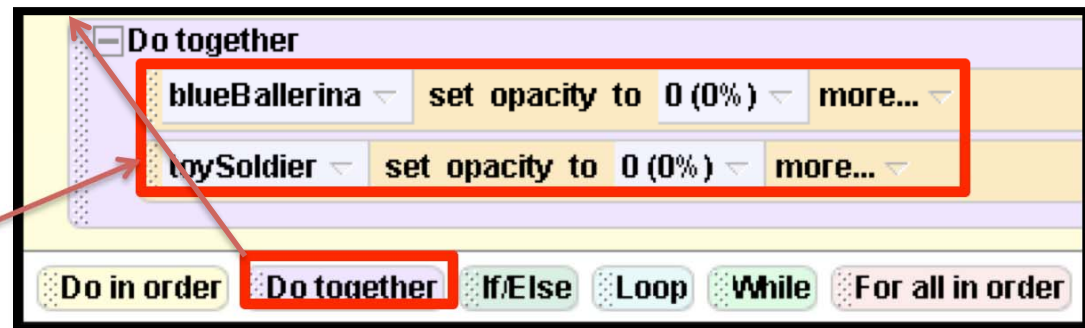 Do together
blueBallerina set opacity to 0 (0%) more...
toySoldier set opacity to 0 (0%) more...
Do in order Do together If/Else Loop While For all in order